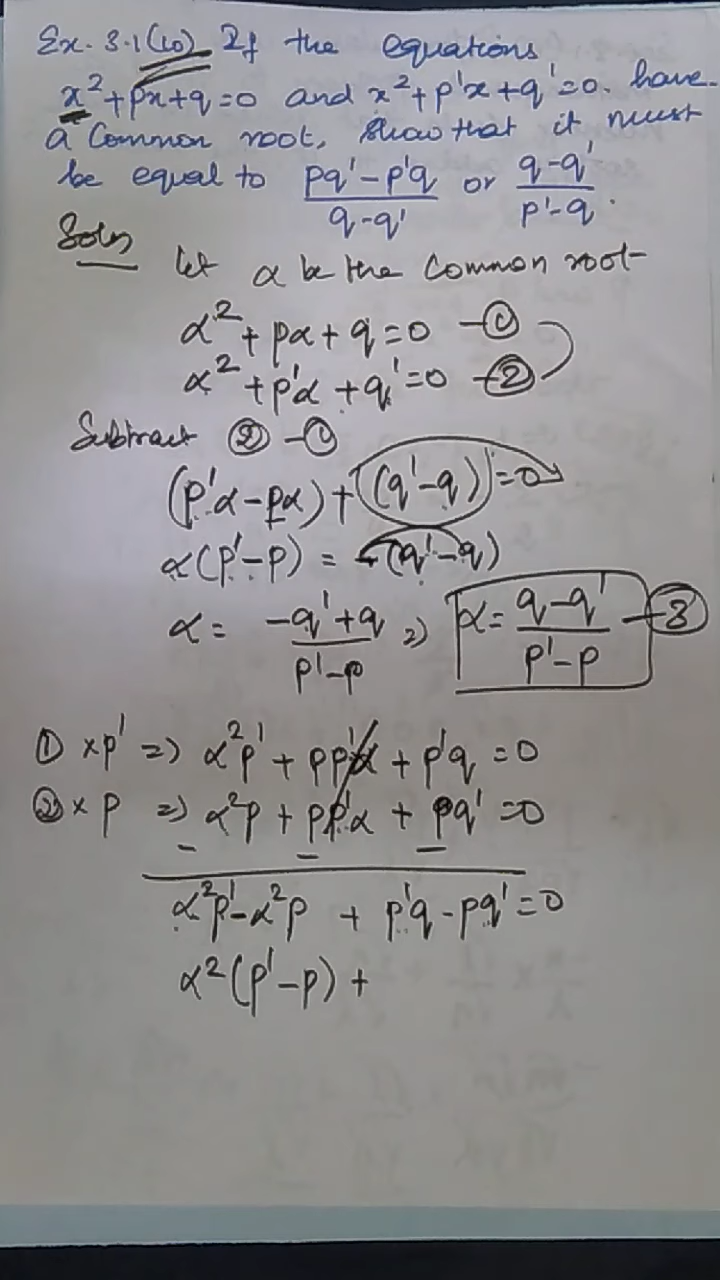 Ex. 3.1(10) If the equations
x²+px+q=0 and x²+p'x+q'=0. have
a Common root, show that it must
be equal to (pq'-p'q)/(q-q') or (q-q')/(p'-q).
Soln
let α be the Common root
α²+pα+q=0 -①
α²+p'α+q'=0 -②
Subtract ②-①
(p'α-pα)+(q'-q)=0
α(p'-p) = -(q'-q)
α = (-q'+q)/(p'-p) => α = (q-q')/(p'-p) -③
① ×p' => α²p' + pp'α + p'q = 0
② × p => α²p + pp'α + pq' = 0
- - -
α²p'-α²p + p'q-pq'=0
α²(p'-p) +